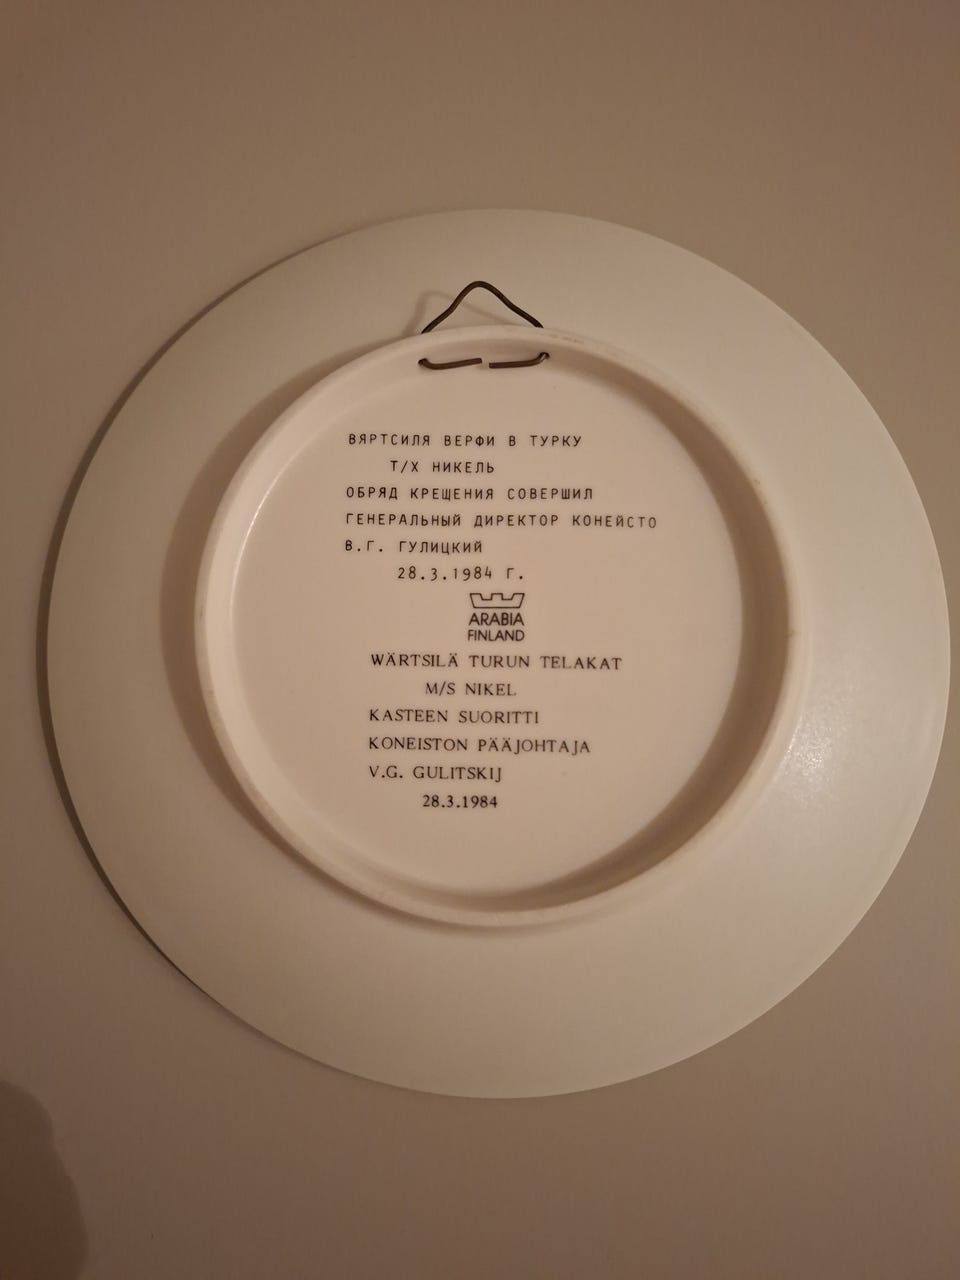 ВЯРТСИЛЯ ВЕРФИ В ТУРКУ
Т/Х НИКЕЛЬ
ОБРЯД КРЕЩЕНИЯ СОВЕРШИЛ
ГЕНЕРАЛЬНЫЙ ДИРЕКТОР КОНЕЙСТО
В.Г. ГУЛИЦКИЙ
28.3.1984 Г.
ARABIA
FINLAND
WÄRTSILÄ TURUN TELAKAT
M/S NIKEL
KASTEEN SUORITTI
KONEISTON PÄÄJOHTAJA
V.G. GULITSKIJ
28.3.1984